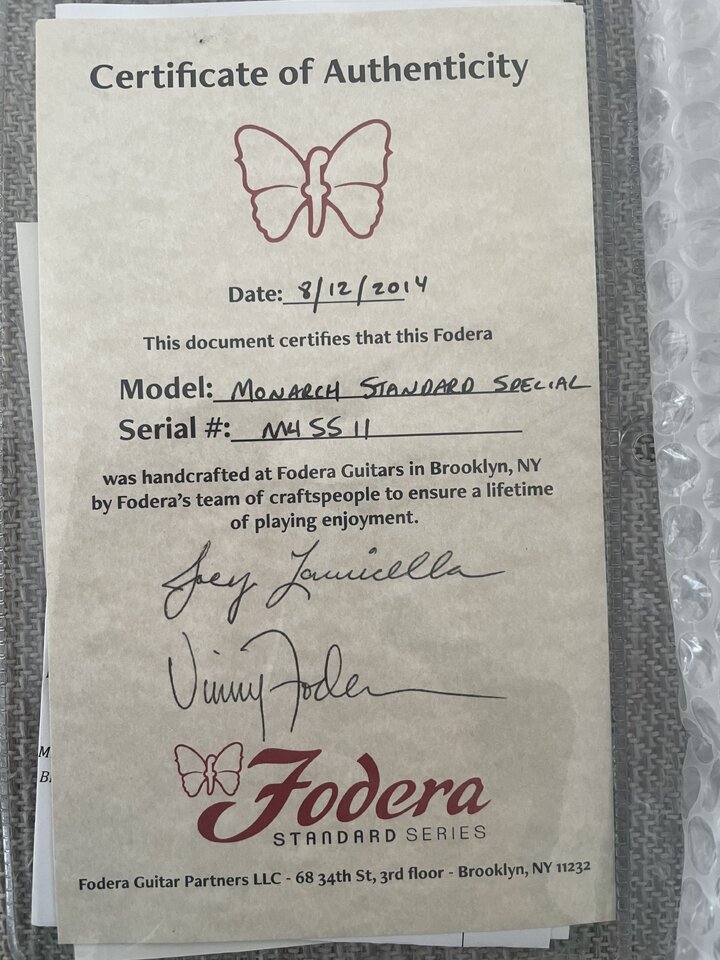 Certificate of Authenticity
Date: 8/12/2014
This document certifies that this Fodera
Model: MONARCH STANDARD SPECIAL
Serial #: M4SS11
was handcrafted at Fodera Guitars in Brooklyn, NY
by Fodera's team of craftspeople to ensure a lifetime
of playing enjoyment.
Joey Lauricella
Vinny Fodera
Fodera
STANDARD SERIES
Fodera Guitar Partners LLC - 68 34th St, 3rd floor - Brooklyn, NY 11232